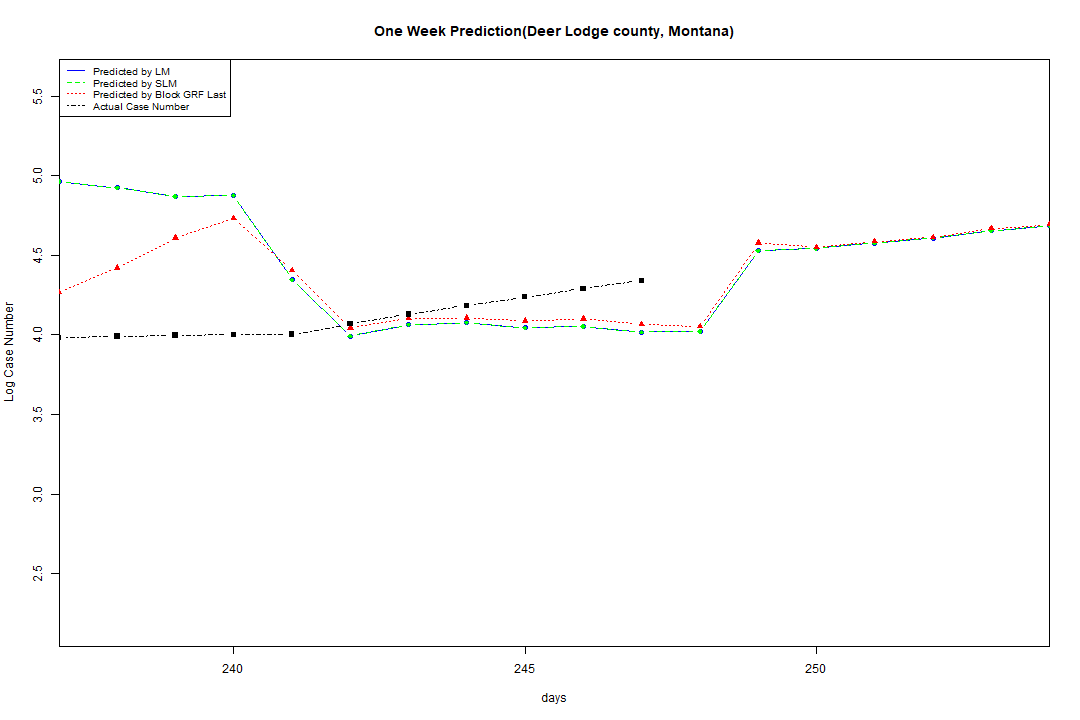 One Week Prediction(Deer Lodge county, Montana)
Predicted by LM
Predicted by SLM
Predicted by Block GRF Last
Actual Case Number
5.5
5.0
4.5
4.0
3.5
3.0
2.5
Log Case Number
240
245
250
days